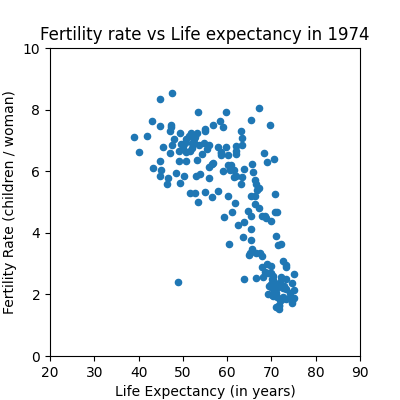 Fertility rate vs Life expectancy in 1974
10
8
6
4
2
0
Fertility Rate (children / woman)
20 30 40 50 60 70 80 90
Life Expectancy (in years)